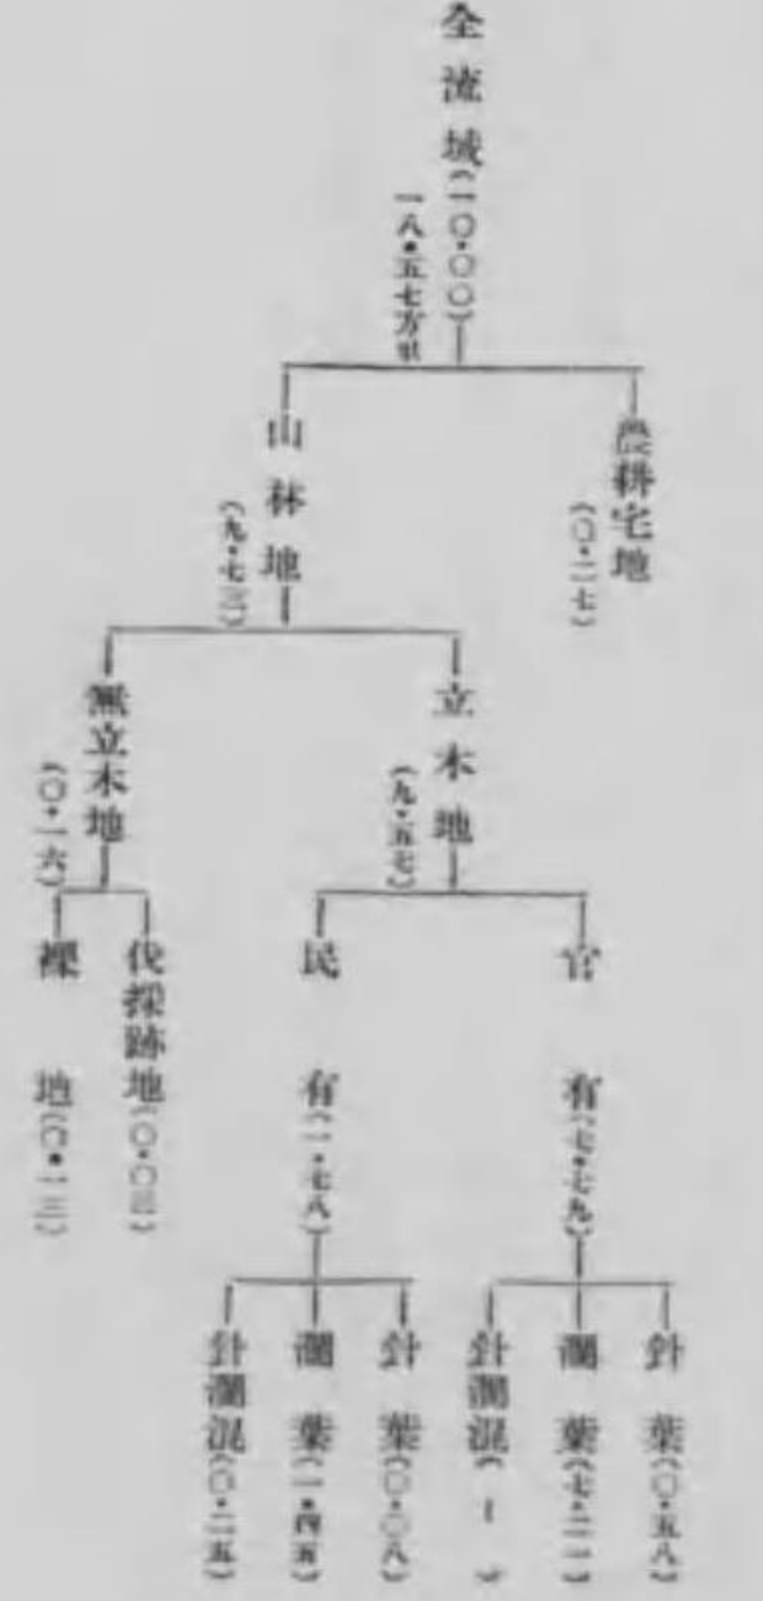 全流域(一〇・〇〇)
一八・五七方里
農耕宅地
(〇・二七)
山林地
(九・七三)
立木地
(九・五七)
無立木地
(〇・一六)
官有(七・七九)
民有(一・七八)
伐採跡地(〇・〇三)
裸地(〇・一三)
針葉(〇・五八)
濶葉(七・二一)
針濶混(ー)
針葉(〇・〇八)
濶葉(一・四五)
針濶混(〇・二五)